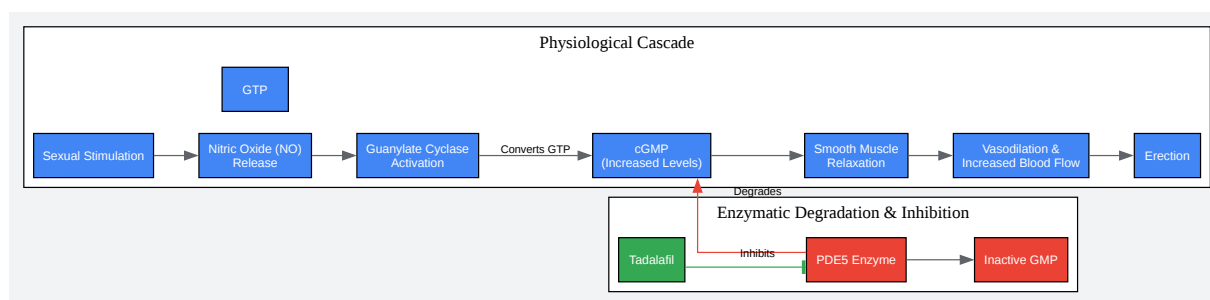 Physiological Cascade
GTP
Sexual Stimulation
Nitric Oxide (NO)
Release
Guanylate Cyclase
Activation
Converts GTP
cGMP
(Increased Levels)
Smooth Muscle
Relaxation
Vasodilation &
Increased Blood Flow
Erection
Degrades
Enzymatic Degradation & Inhibition
Tadalafil
Inhibits
PDE5 Enzyme
Inactive GMP